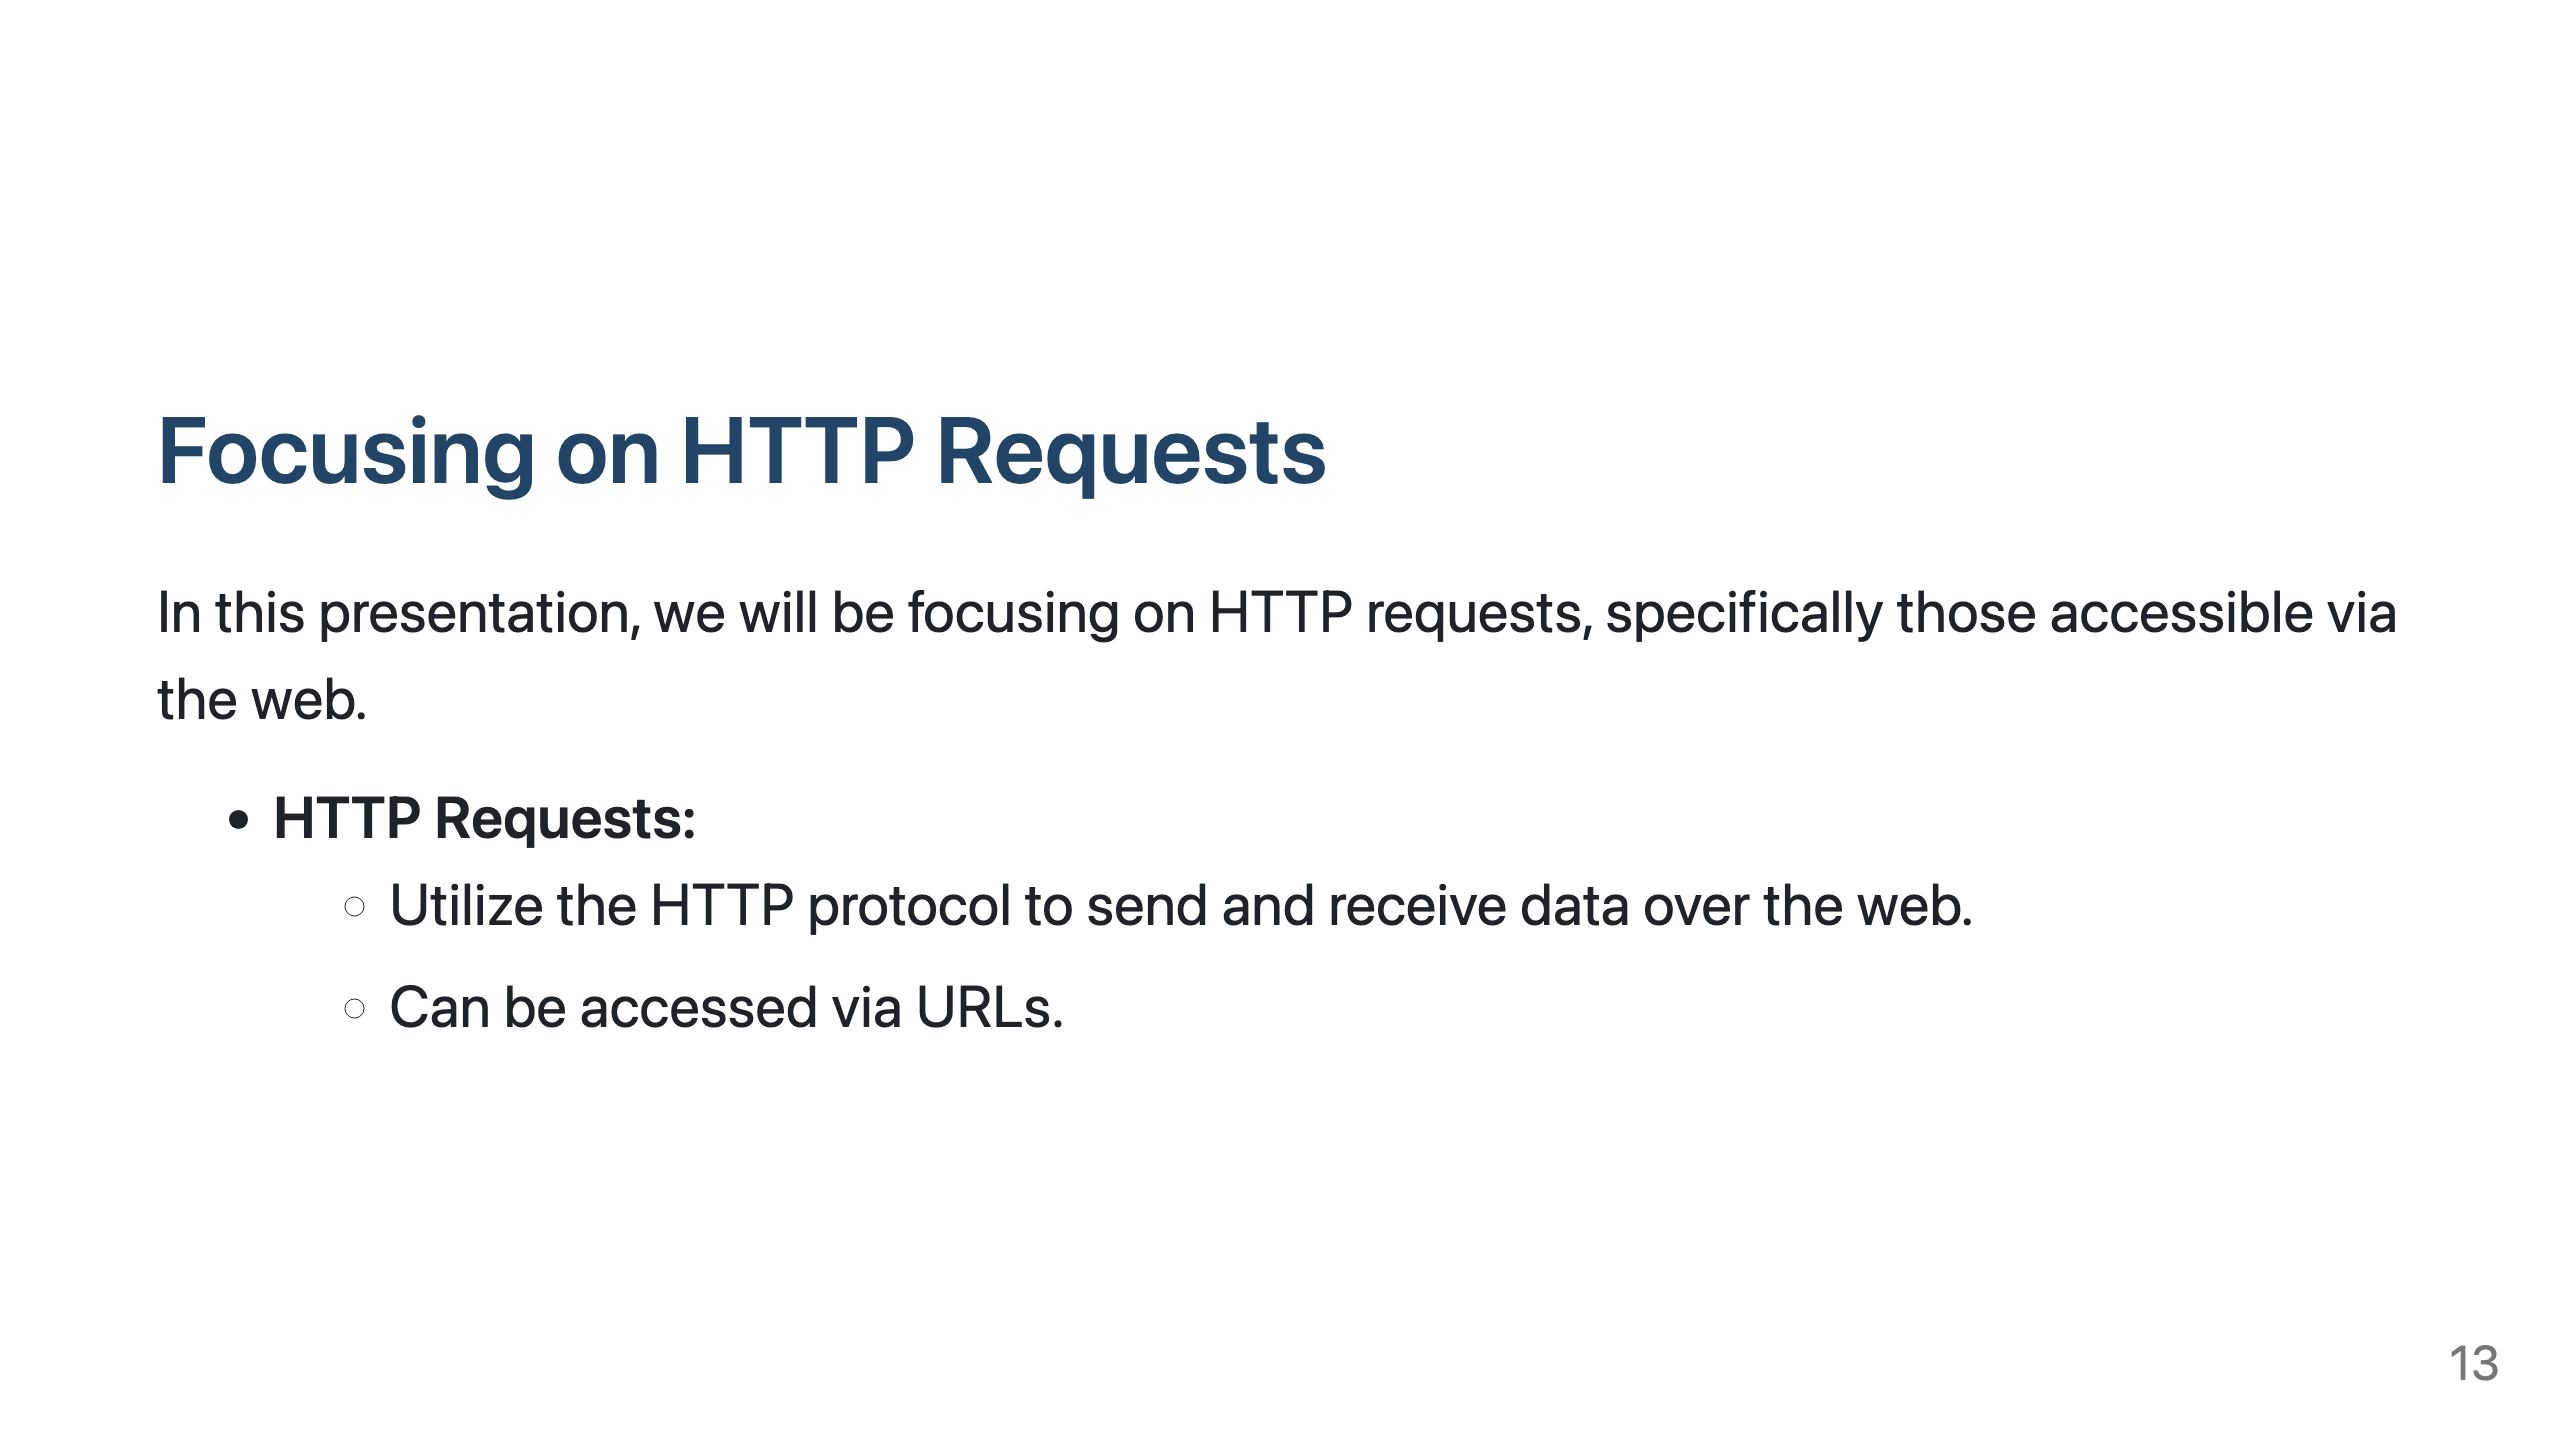 Focusing on HTTP Requests
In this presentation, we will be focusing on HTTP requests, specifically those accessible via
the web.
• HTTP Requests:
○ Utilize the HTTP protocol to send and receive data over the web.
○ Can be accessed via URLs.
13